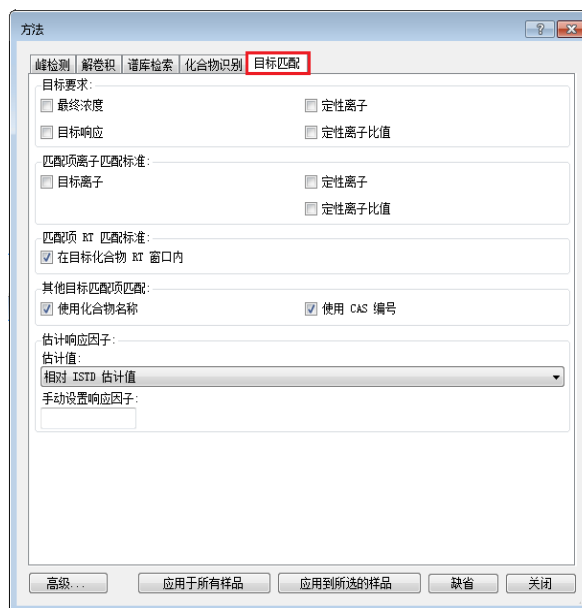 方法
峰检测 解卷积 谱库检索 化合物识别 目标匹配
目标要求:
最终浓度 定性离子
目标响应 定性离子比值
匹配项离子匹配标准:
目标离子 定性离子
定性离子比值
匹配项 RT 匹配标准:
在目标化合物 RT 窗口内
其他目标匹配项匹配:
使用化合物名称 使用 CAS 编号
估计响应因子:
估计值:
相对 ISTD 估计值
手动设置响应因子:
高级... 应用于所有样品 应用到所选的样品 缺省 关闭